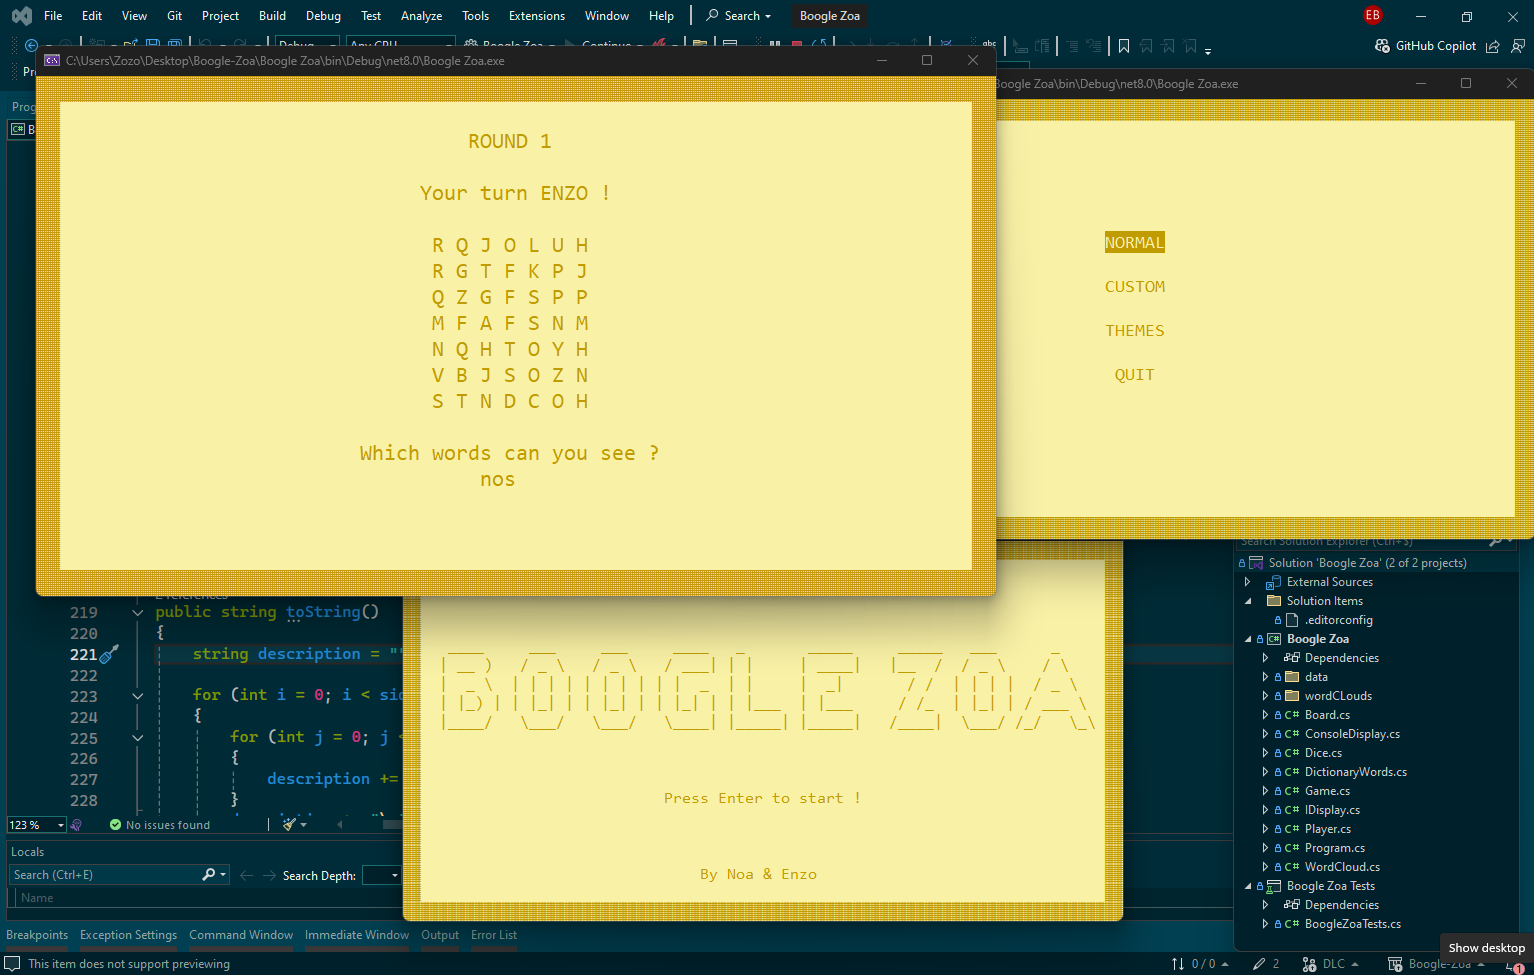 File Edit View Git Project Build Debug Test Analyze Tools Extensions Window Help Search Boogle Zoa EB
GitHub Copilot
C:\Users\Zozo\Desktop\Boogle-Zoa\Boogle Zoa\bin\Debug\net8.0\Boogle Zoa.exe
ROUND 1
Your turn ENZO !
R Q J O L U H
R G T F K P J
Q Z G F S P P
M F A F S N M
N Q H T O Y H
V B J S O Z N
S T N D C O H
Which words can you see ?
nos
Boogle Zoa\bin\Debug\net8.0\Boogle Zoa.exe
NORMAL
CUSTOM
THEMES
QUIT
219 public string toString()
220 {
221 string description = "
222
223 for (int i = 0; i < si
224 {
225 for (int j = 0; j <
226 {
227 description +=
228 }
123 % No issues found
Locals
Search (Ctrl+E) Search Depth:
Name
Breakpoints Exception Settings Command Window Immediate Window Output Error List
This item does not support previewing
BOOGLE ZOA
Press Enter to start !
By Noa & Enzo
Search Solution Explorer (Ctrl+$)
Solution 'Boogle Zoa' (2 of 2 projects)
External Sources
Solution Items
.editorconfig
Boogle Zoa
Dependencies
data
wordCLouds
C# Board.cs
C# ConsoleDisplay.cs
C# Dice.cs
C# DictionaryWords.cs
C# Game.cs
C# IDisplay.cs
C# Player.cs
C# Program.cs
C# WordCloud.cs
Boogle Zoa Tests
Dependencies
C# BoogleZoaTests.cs
Show desktop
0 / 0 2 DLC Boogle-Zoa 1